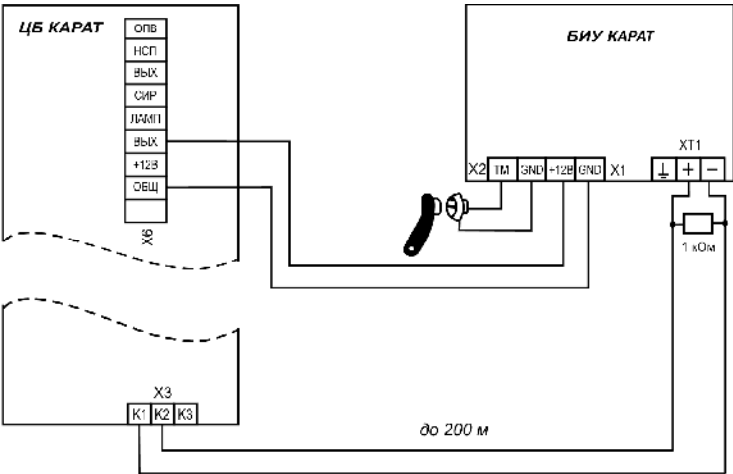 ЦБ КАРАТ
ОПВ
НСП
ВЫХ
СИР
ЛАМП
ВЫХ
+12В
ОБЩ
X6
БИУ КАРАТ
XT1
X2 TM GND +12В GND X1
+ −
1 кОм
X3
K1 K2 K3
до 200 м